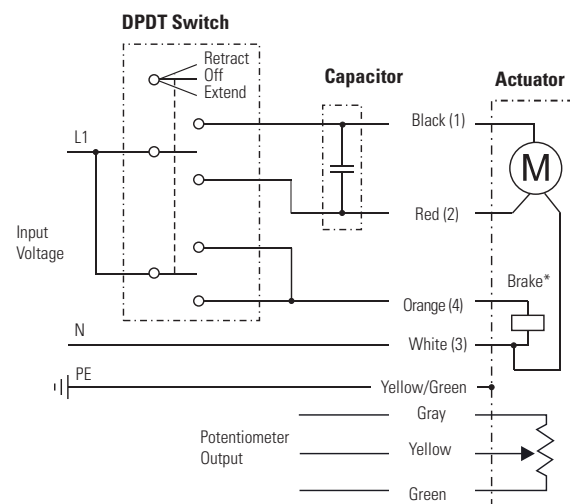 DPDT Switch
Retract
Off
Extend
Capacitor
Actuator
L1
Black (1)
M
Red (2)
Input
Voltage
Brake*
Orange (4)
N
White (3)
PE
Yellow/Green
Gray
Potentiometer
Output
Yellow
Green